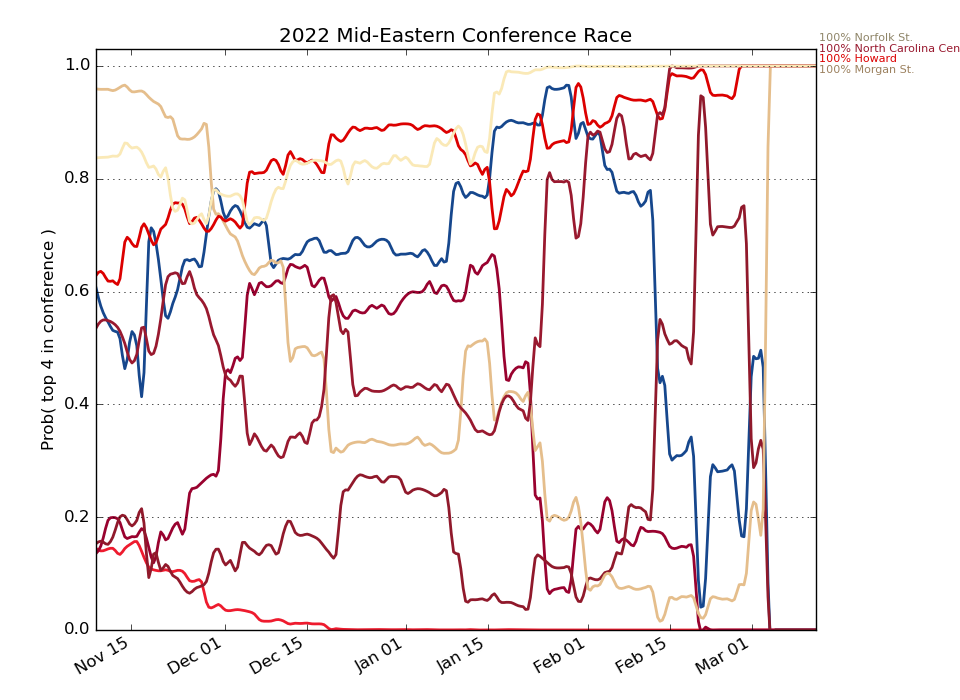 2022 Mid-Eastern Conference Race
100% Norfolk St.
100% North Carolina Cen
100% Howard
100% Morgan St.
Prob( top 4 in conference )
1.0
0.8
0.6
0.4
0.2
0.0
Nov 15
Dec 01
Dec 15
Jan 01
Jan 15
Feb 01
Feb 15
Mar 01